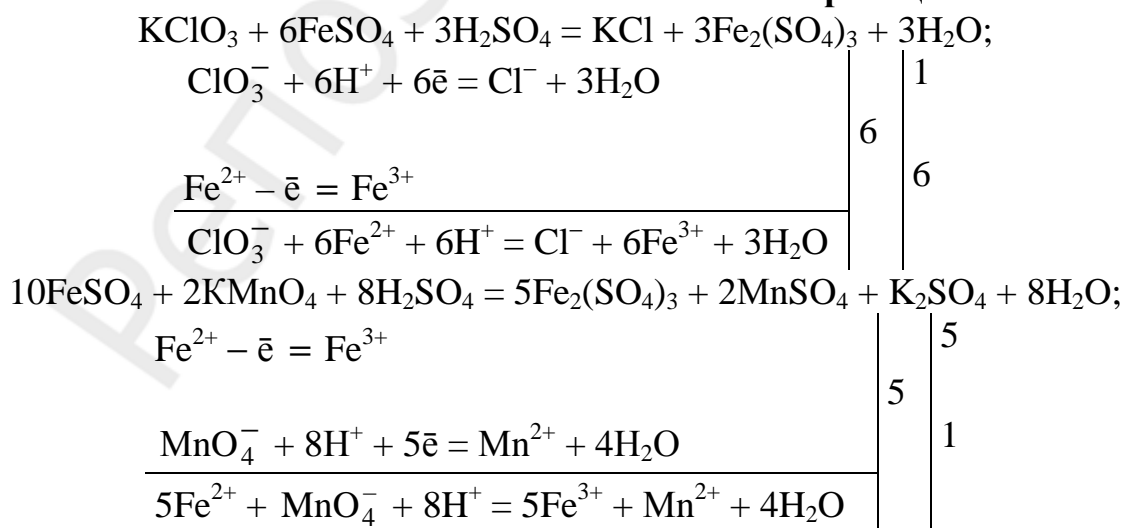 KClO₃ + 6FeSO₄ + 3H₂SO₄ = KCl + 3Fe₂(SO₄)₃ + 3H₂O;
ClO₃⁻ + 6H⁺ + 6ē = Cl⁻ + 3H₂O | | 1
6
Fe²⁺ – ē = Fe³⁺ | | 6
ClO₃⁻ + 6Fe²⁺ + 6H⁺ = Cl⁻ + 6Fe³⁺ + 3H₂O
10FeSO₄ + 2KMnO₄ + 8H₂SO₄ = 5Fe₂(SO₄)₃ + 2MnSO₄ + K₂SO₄ + 8H₂O;
Fe²⁺ – ē = Fe³⁺ | | 5
5
MnO₄⁻ + 8H⁺ + 5ē = Mn²⁺ + 4H₂O | | 1
5Fe²⁺ + MnO₄⁻ + 8H⁺ = 5Fe³⁺ + Mn²⁺ + 4H₂O